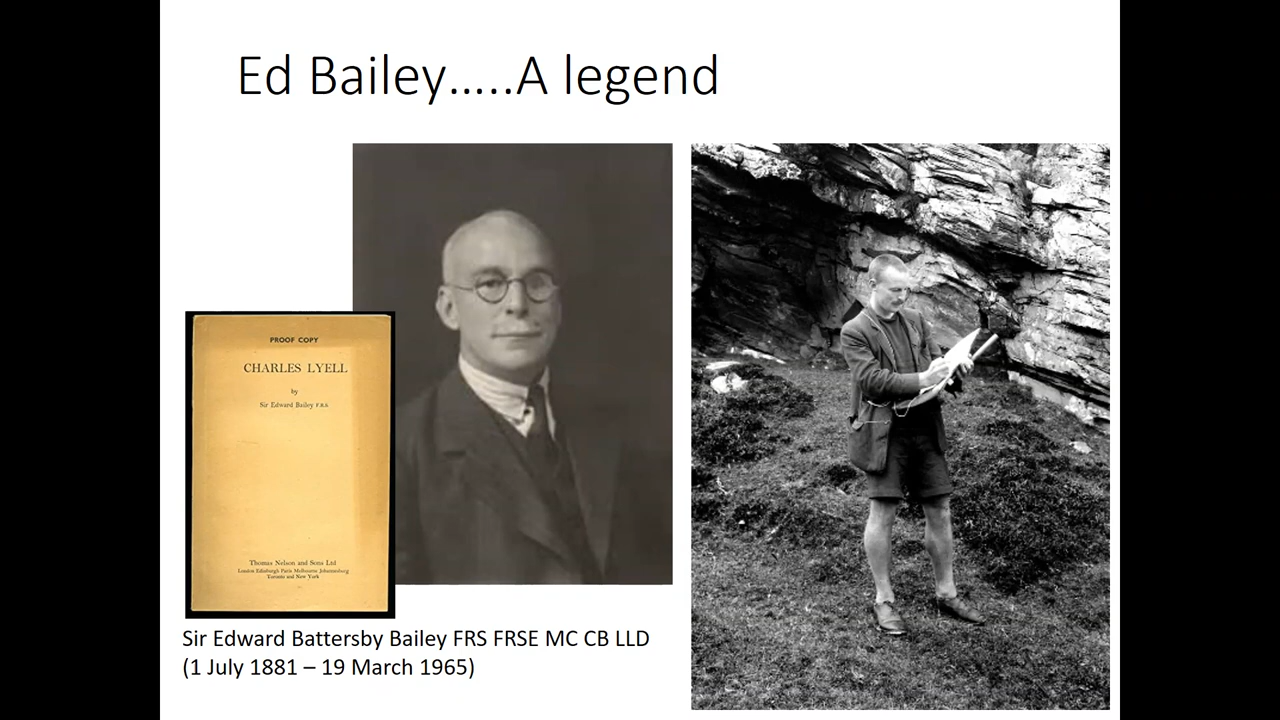 Ed Bailey.....A legend
PROOF COPY
CHARLES LYELL
by
Sir Edward Bailey F.R.S
Thomas Nelson and Sons Ltd
London Edinburgh Paris Melbourne Johannesburg
Toronto and New York
Sir Edward Battersby Bailey FRS FRSE MC CB LLD
(1 July 1881 – 19 March 1965)